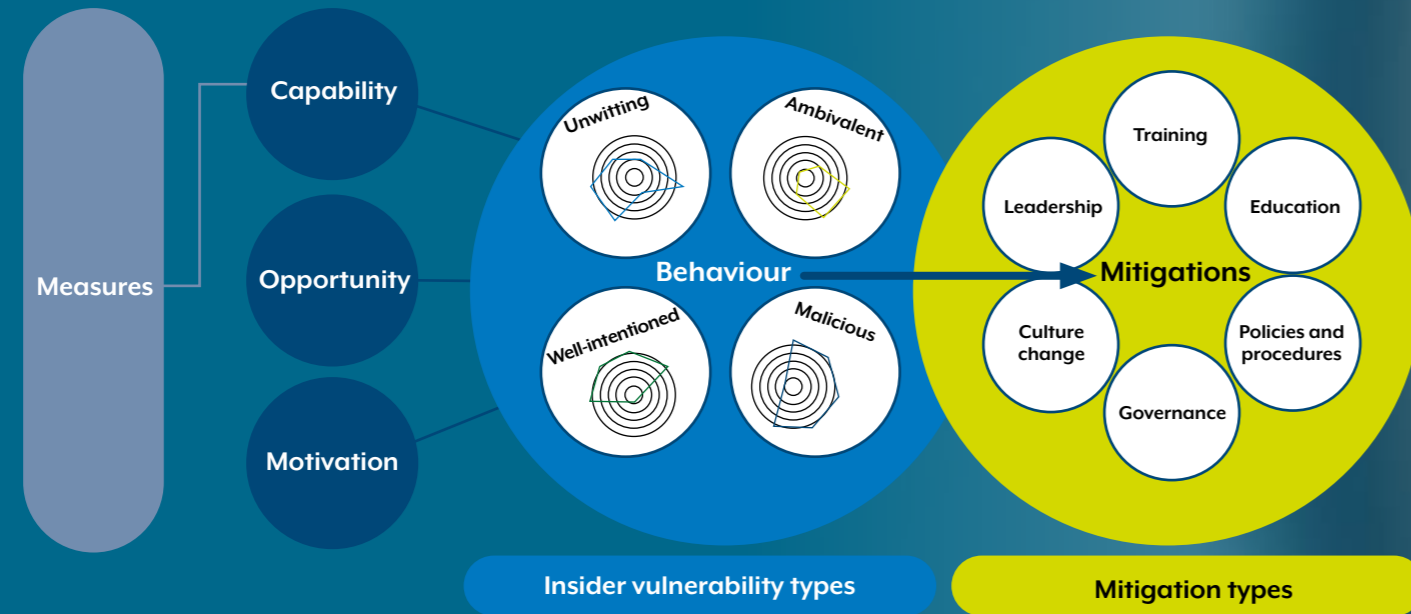 Measures
Capability
Opportunity
Motivation
Unwitting
Ambivalent
Behaviour
Well-intentioned
Malicious
Insider vulnerability types
Training
Leadership
Education
Mitigations
Culture
change
Policies and
procedures
Governance
Mitigation types